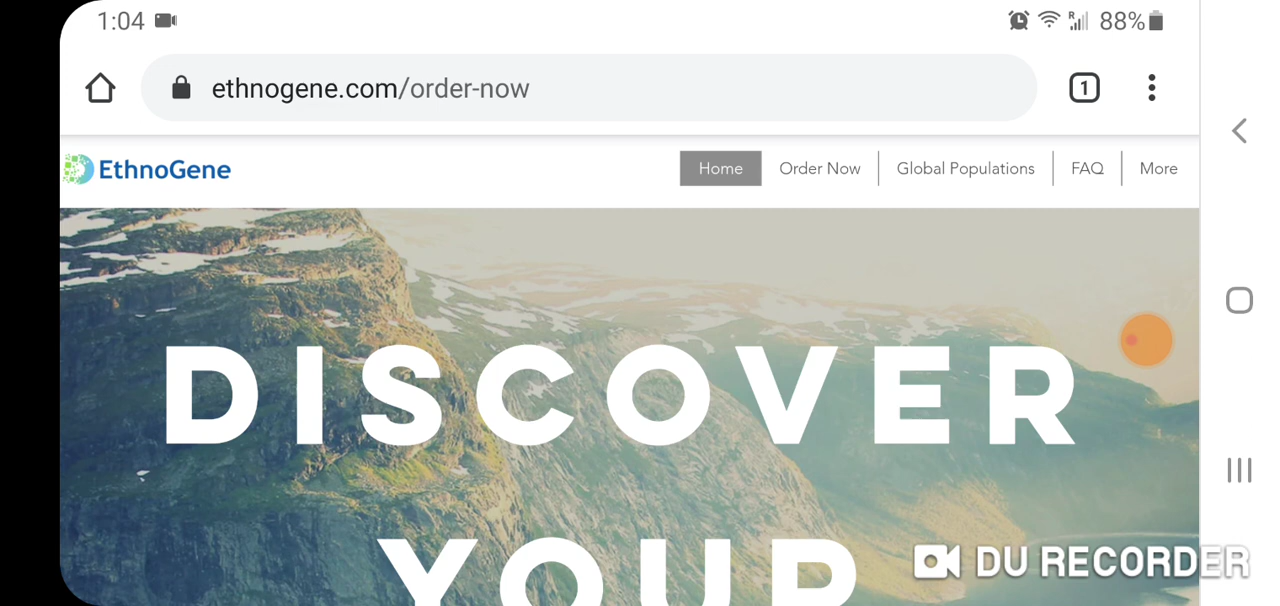 1:04 R 88%
ethnogene.com/order-now 1
EthnoGene Home Order Now Global Populations FAQ More
DISCOVER
YOUR
DU RECORDER